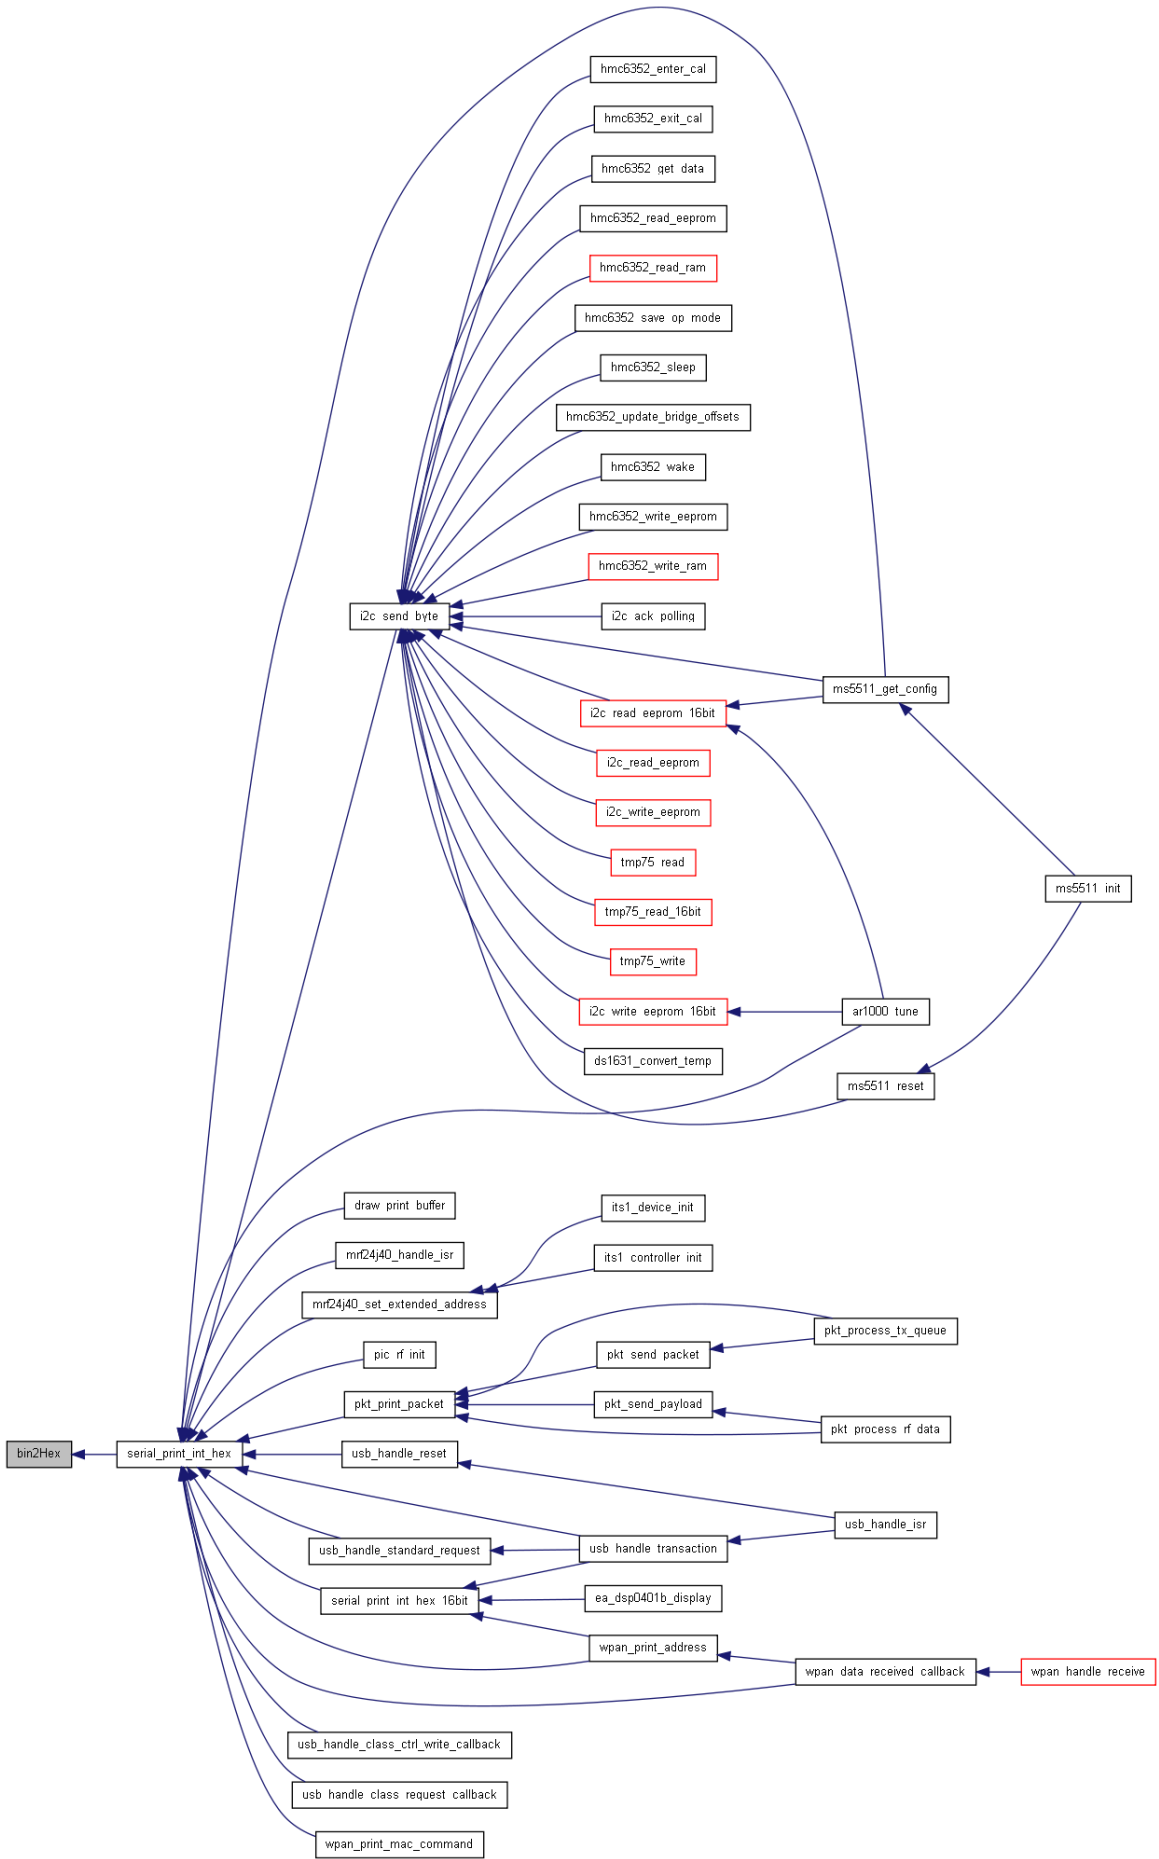 hmc6352_enter_cal
hmc6352_exit_cal
hmc6352_get_data
hmc6352_read_eeprom
hmc6352_read_ram
hmc6352_save_op_mode
hmc6352_sleep
hmc6352_update_bridge_offsets
hmc6352_wake
hmc6352_write_eeprom
hmc6352_write_ram
i2c_send_byte
i2c_ack_polling
ms5511_get_config
i2c_read_eeprom_16bit
i2c_read_eeprom
i2c_write_eeprom
tmp75_read
ms5511_init
tmp75_read_16bit
tmp75_write
i2c_write_eeprom_16bit
ar1000_tune
ds1631_convert_temp
ms5511_reset
draw_print_buffer
its1_device_init
mrf24j40_handle_isr
its1_controller_init
mrf24j40_set_extended_address
pkt_process_tx_queue
pic_rf_init
pkt_send_packet
pkt_print_packet
pkt_send_payload
pkt_process_rf_data
bin2Hex
serial_print_int_hex
usb_handle_reset
usb_handle_isr
usb_handle_standard_request
usb_handle_transaction
serial_print_int_hex_16bit
ea_dsp0401b_display
wpan_print_address
wpan_data_received_callback
wpan_handle_receive
usb_handle_class_ctrl_write_callback
usb_handle_class_request_callback
wpan_print_mac_command